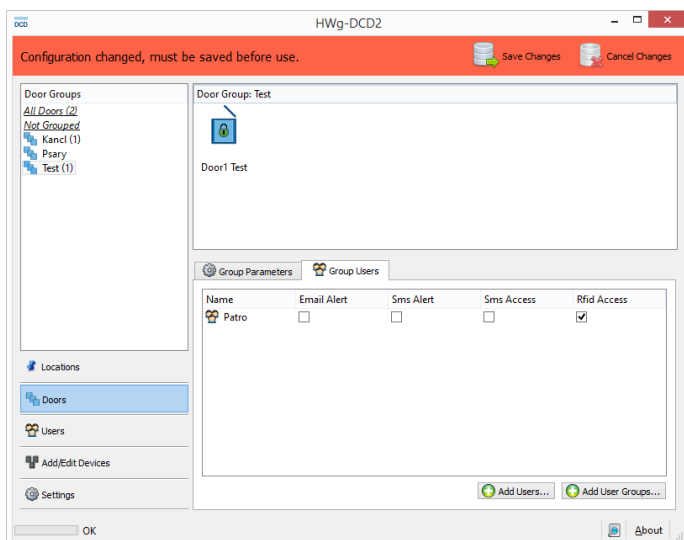 DCD
HWg-DCD2
Configuration changed, must be saved before use.
Save Changes
Cancel Changes
Door Groups
All Doors (2)
Not Grouped
Kancl (1)
Psary
Test (1)
Door Group: Test
Door1 Test
Group Parameters
Group Users
Name Email Alert Sms Alert Sms Access Rfid Access
Patro
Locations
Doors
Users
Add/Edit Devices
Settings
Add Users...
Add User Groups...
OK
About